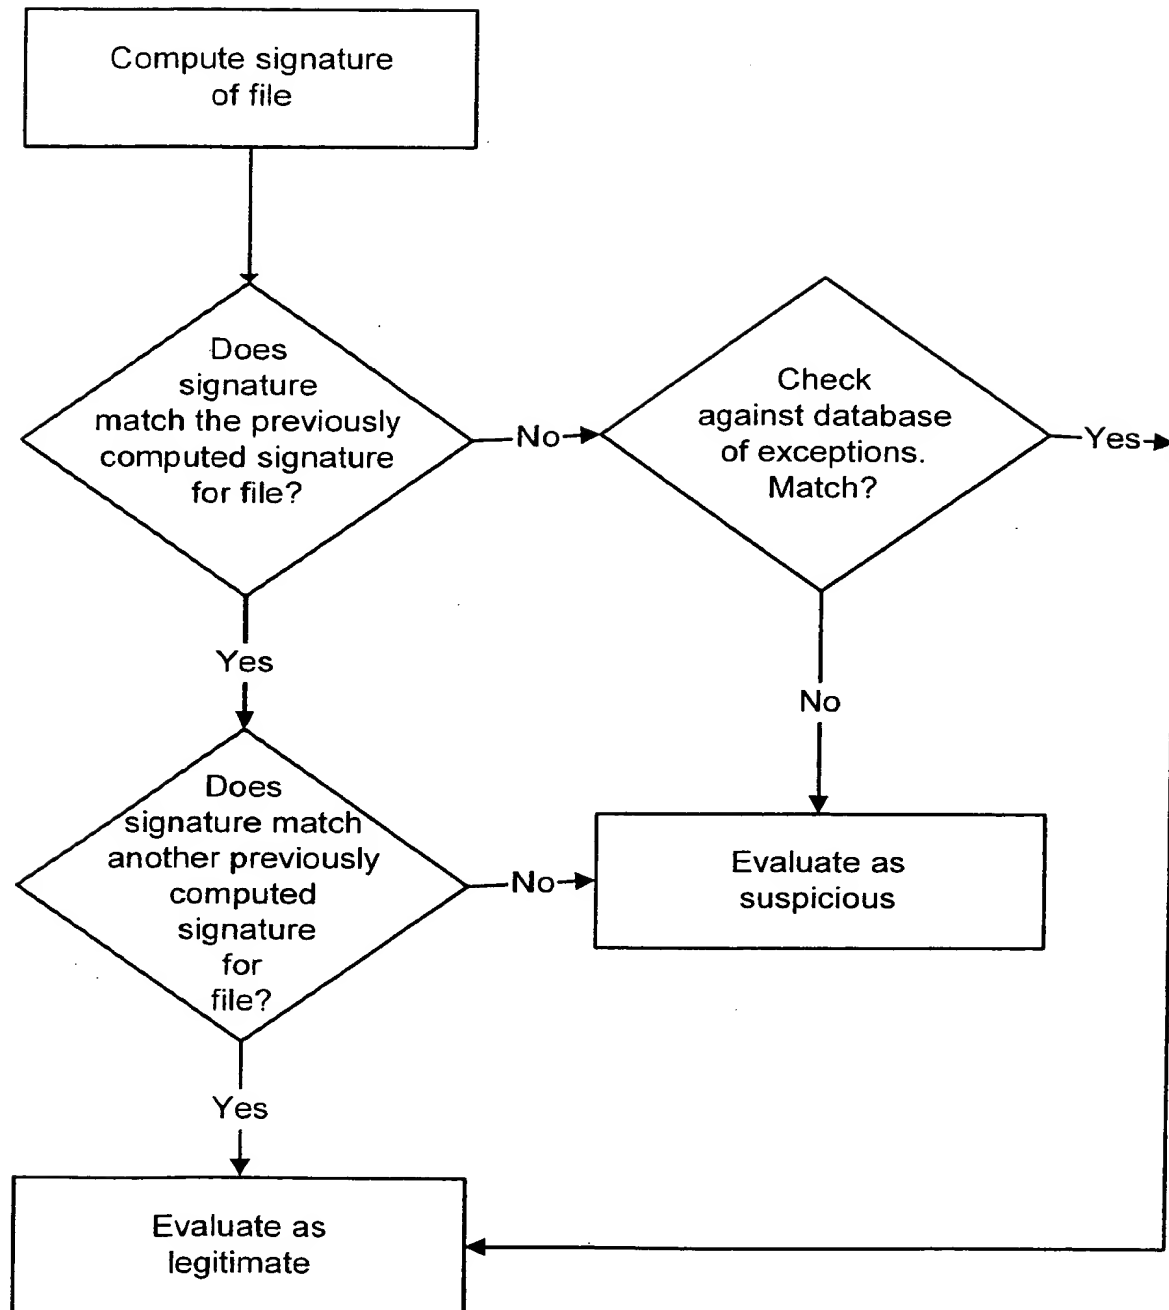 Compute signature
of file
Does
signature
match the previously
computed signature
for file?
No
Check
against database
of exceptions.
Match?
Yes
Yes
No
Does
signature match
another previously
computed
signature
for
file?
No
Evaluate as
suspicious
Yes
Evaluate as
legitimate